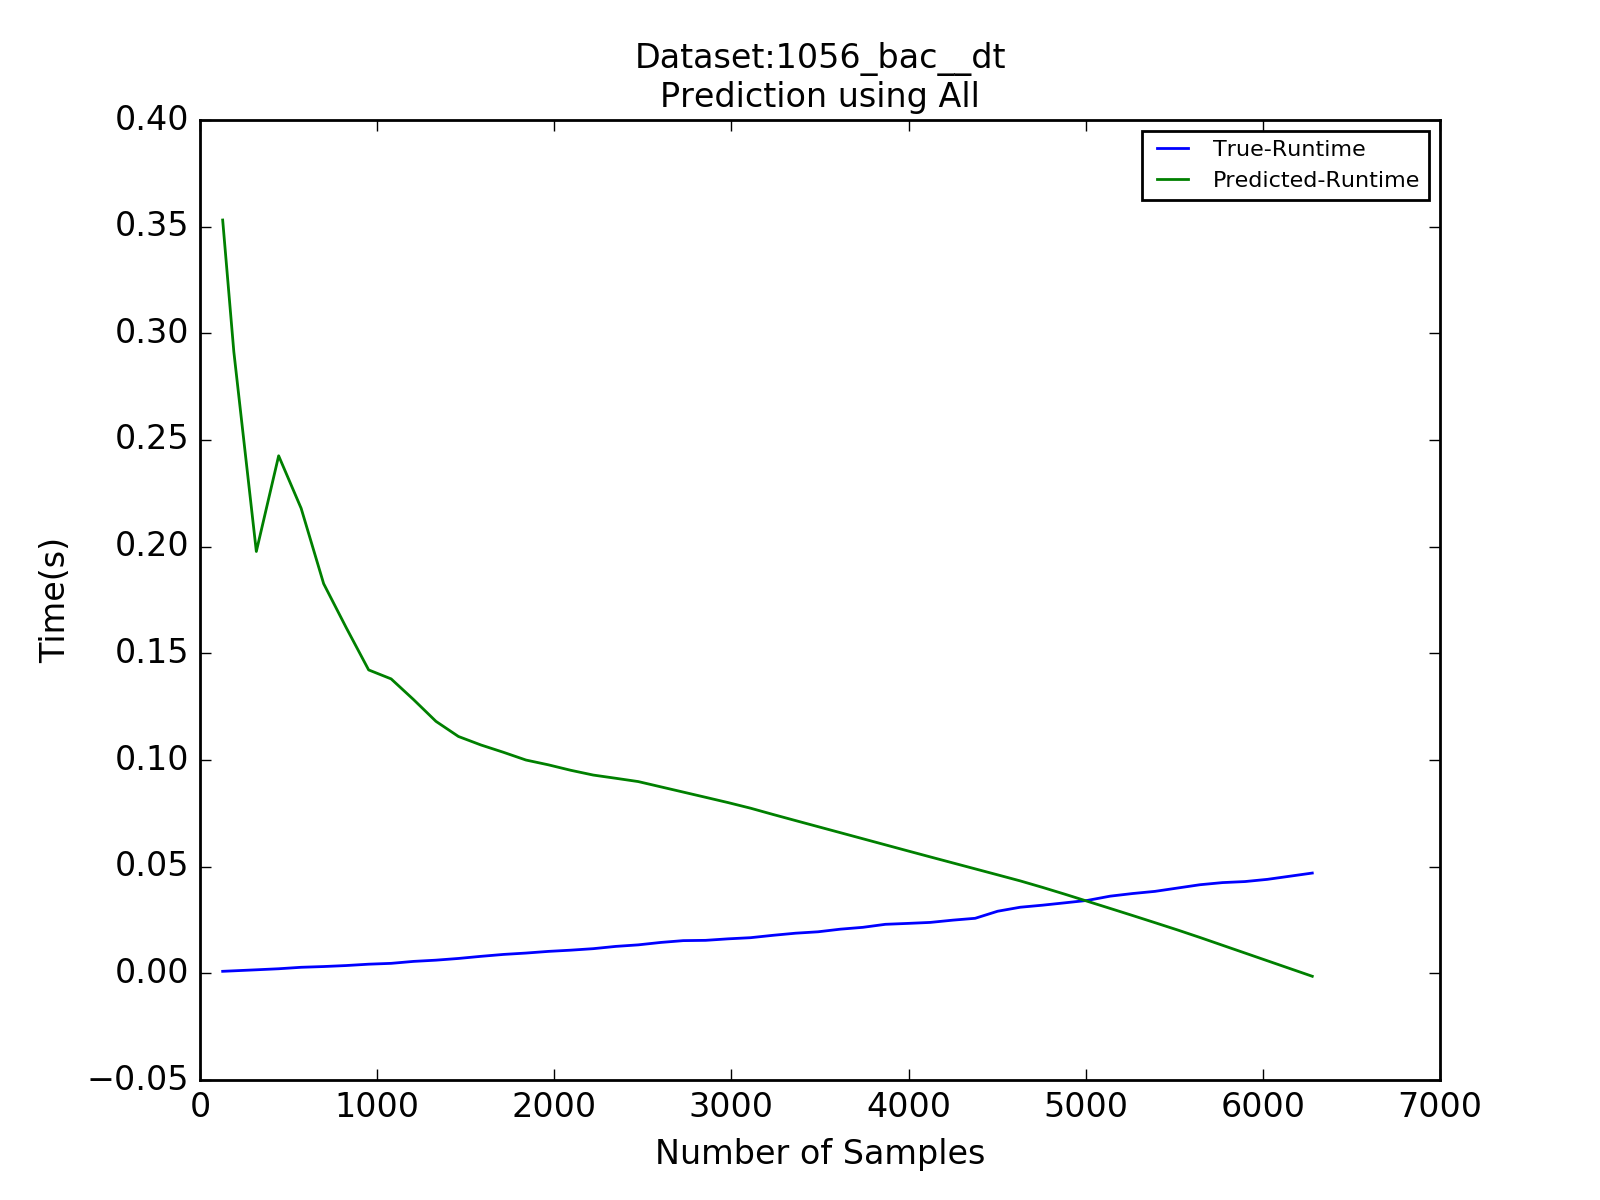 Dataset:1056_bac__dt
Prediction using All
0.40
0.35
0.30
0.25
0.20
0.15
0.10
0.05
0.00
−0.05
Time(s)
True-Runtime
Predicted-Runtime
0 1000 2000 3000 4000 5000 6000 7000
Number of Samples